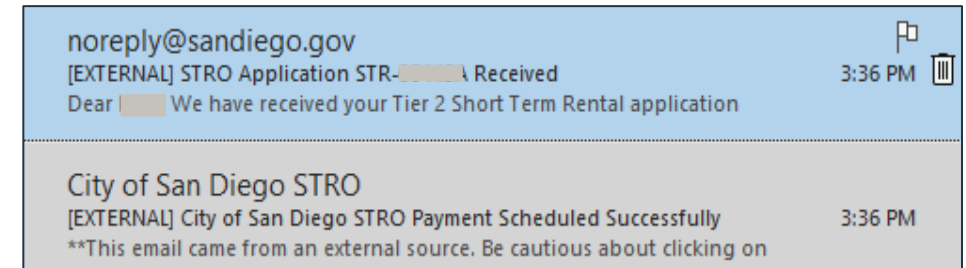 noreply@sandiego.gov
[EXTERNAL] STRO Application STR- Received
3:36 PM
Dear We have received your Tier 2 Short Term Rental application
City of San Diego STRO
[EXTERNAL] City of San Diego STRO Payment Scheduled Successfully
3:36 PM
**This email came from an external source. Be cautious about clicking on